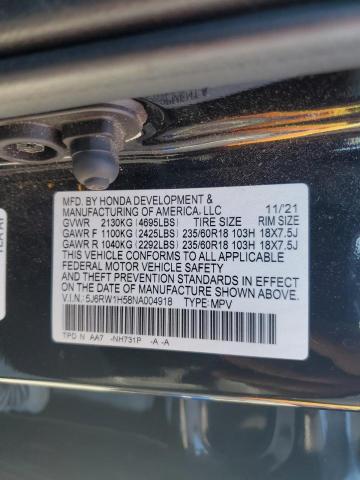 MFD. BY HONDA DEVELOPMENT &
MANUFACTURING OF AMERICA, LLC 11/'21
GVWR 2130KG (4695LBS) TIRE SIZE RIM SIZE
GAWR F 1100KG (2425LBS) 235/60R18 103H 18X7.5J
GAWR R 1040KG (2292LBS) 235/60R18 103H 18X7.5J
THIS VEHICLE CONFORMS TO ALL APPLICABLE
FEDERAL MOTOR VEHICLE SAFETY AND
THEFT PREVENTION STANDARDS IN EFFECT
ON THE DATE OF MANUFACTURE SHOWN ABOVE.
V.I.N.: 5J6RW1H58NA004918 TYPE: MPV
TPD N AA7 -NH731P -A -A